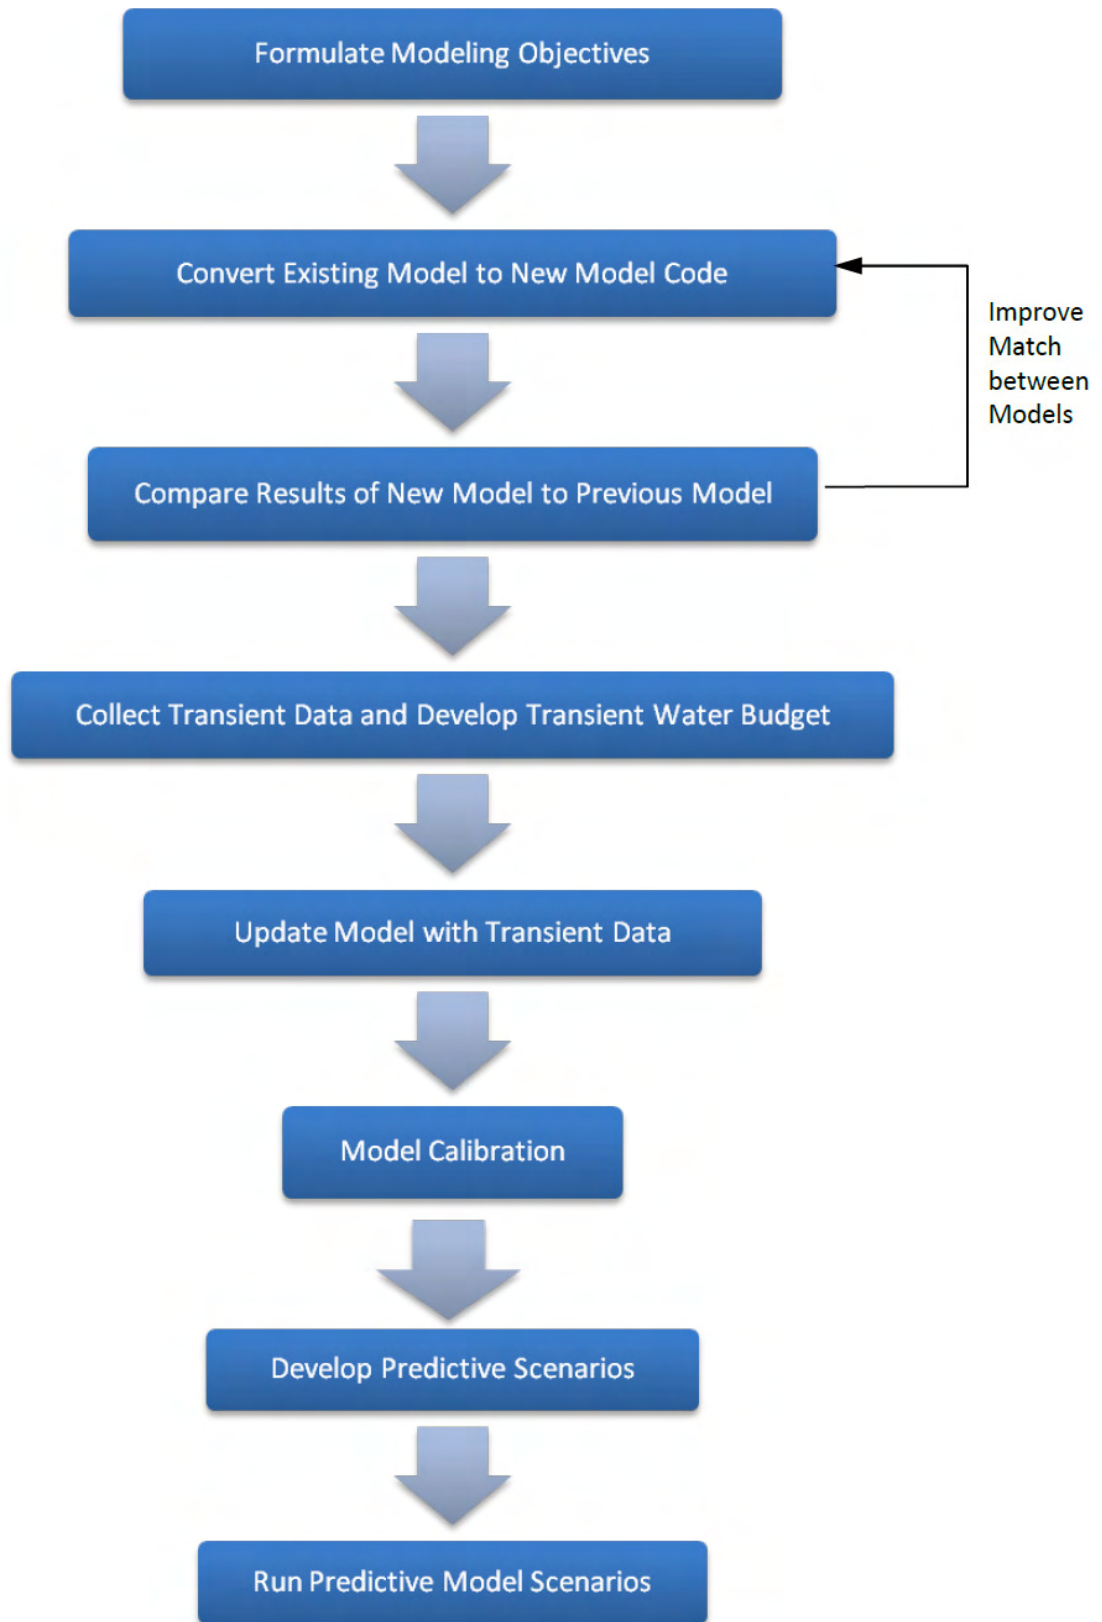 Formulate Modeling Objectives
Convert Existing Model to New Model Code
Improve
Match
between
Models
Compare Results of New Model to Previous Model
Collect Transient Data and Develop Transient Water Budget
Update Model with Transient Data
Model Calibration
Develop Predictive Scenarios
Run Predictive Model Scenarios